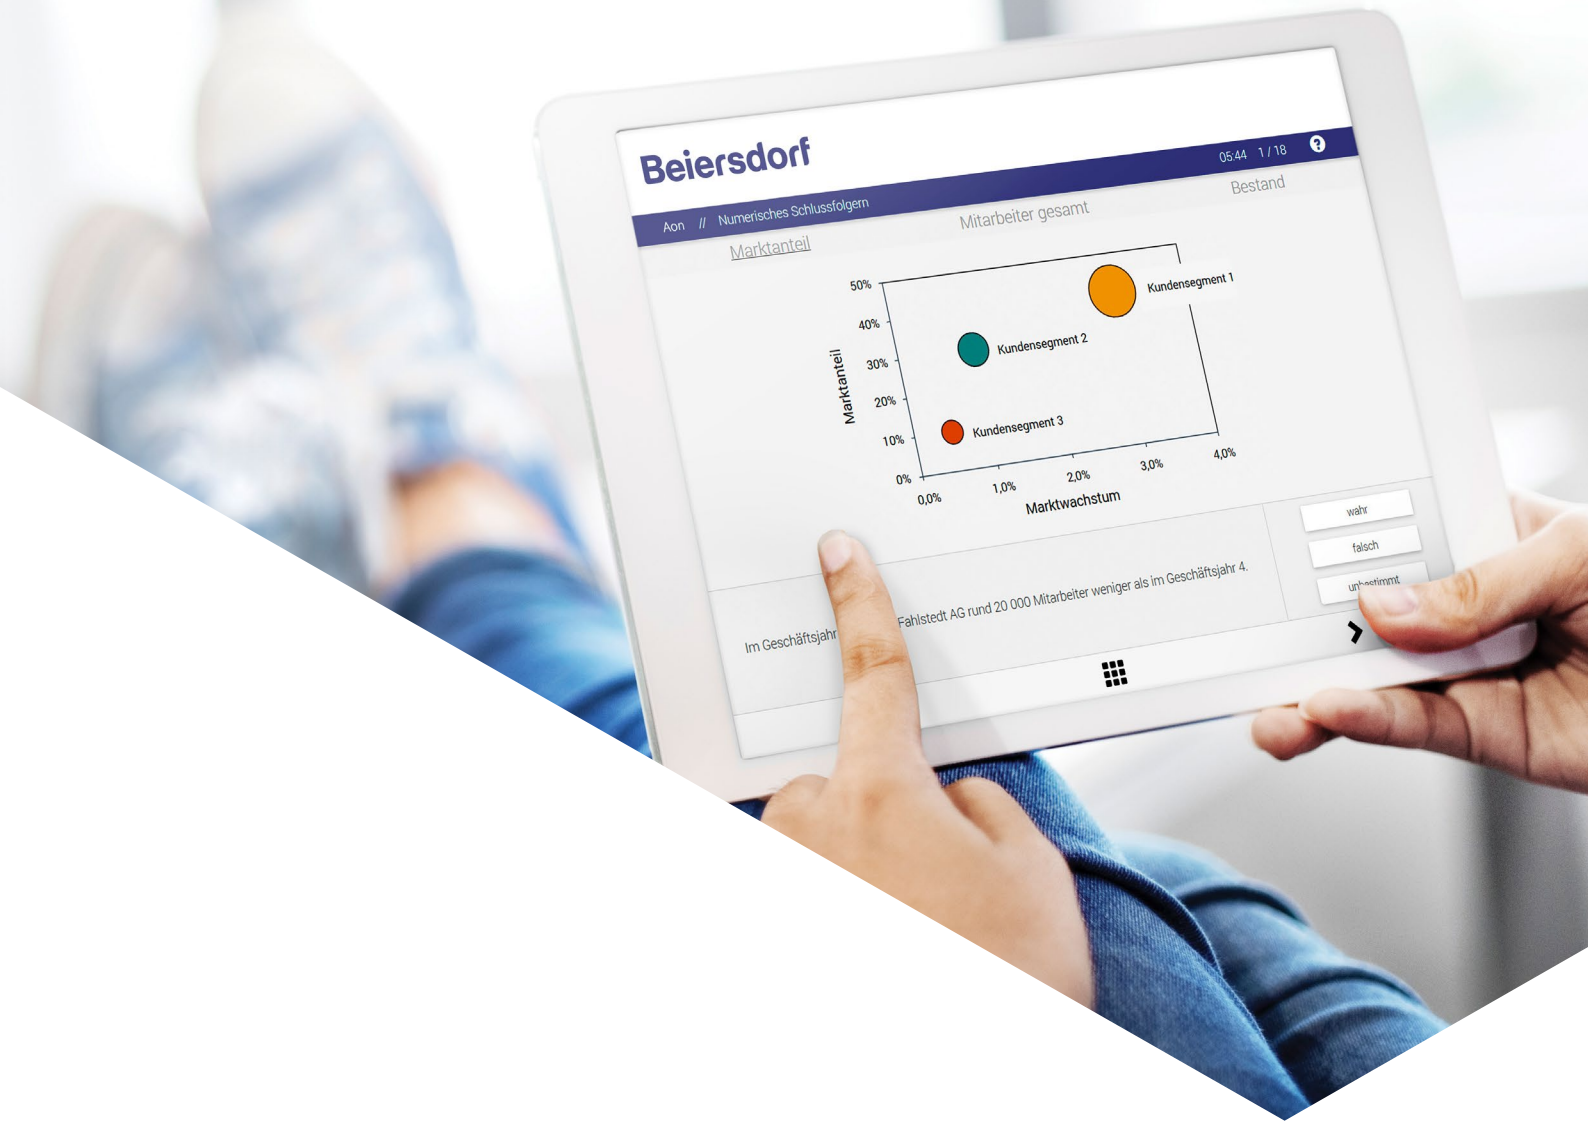 Beiersdorf
Aon // Numerisches Schlussfolgern
05:44 1 / 18 ?
Marktanteil
Mitarbeiter gesamt
Bestand
50%
40%
30%
20%
10%
0%
Marktanteil
Kundensegment 1
Kundensegment 2
Kundensegment 3
0,0%
1,0%
2,0%
3,0%
4,0%
Marktwachstum
Im Geschäftsjahr Fahlstedt AG rund 20 000 Mitarbeiter weniger als im Geschäftsjahr 4.
wahr
falsch
unbestimmt